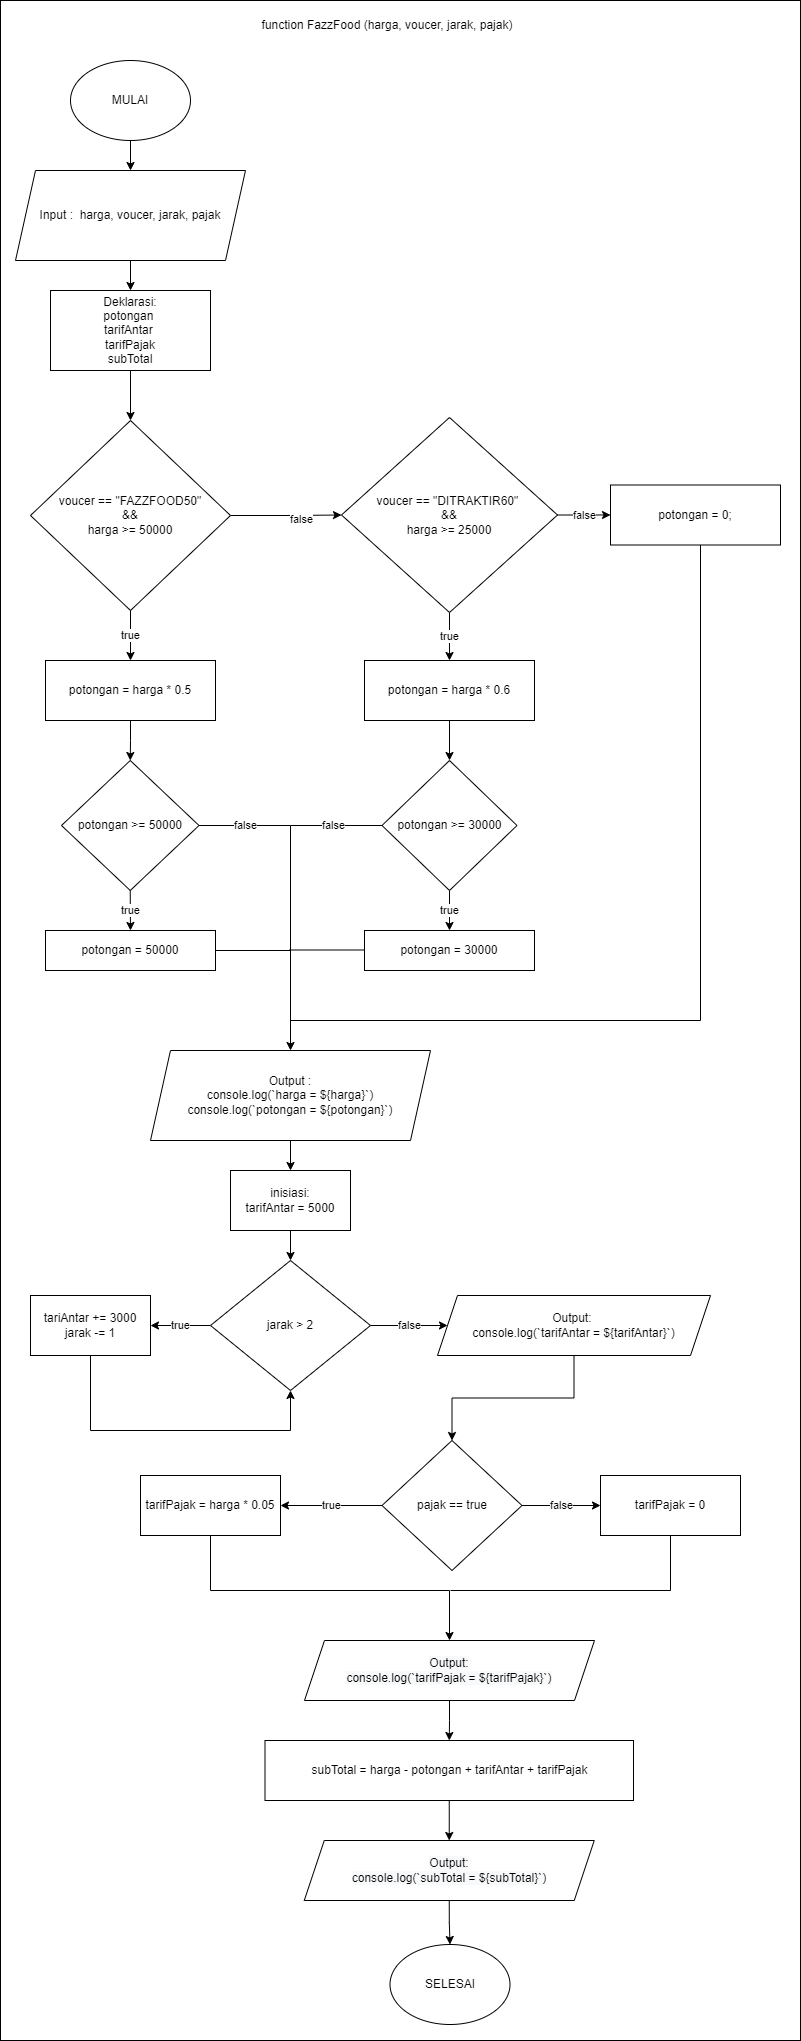 function FazzFood (harga, voucer, jarak, pajak)
MULAI
Input :  harga, voucer, jarak, pajak
Deklarasi:
potongan
tarifAntar
tarifPajak
subTotal
voucer == "FAZZFOOD50"
&&
harga >= 50000
false
voucer == "DITRAKTIR60"
&&
harga >= 25000
false
potongan = 0;
true
true
potongan = harga * 0.5
potongan = harga * 0.6
potongan >= 50000
false
false
potongan >= 30000
true
true
potongan = 50000
potongan = 30000
Output :
console.log(`harga = ${harga}`)
console.log(`potongan = ${potongan}`)
inisiasi:
tarifAntar = 5000
tariAntar += 3000
jarak -= 1
true
jarak > 2
false
Output:
console.log(`tarifAntar = ${tarifAntar}`)
tarifPajak = harga * 0.05
true
pajak == true
false
tarifPajak = 0
Output:
console.log(`tarifPajak = ${tarifPajak}`)
subTotal = harga - potongan + tarifAntar + tarifPajak
Output:
console.log(`subTotal = ${subTotal}`)
SELESAI